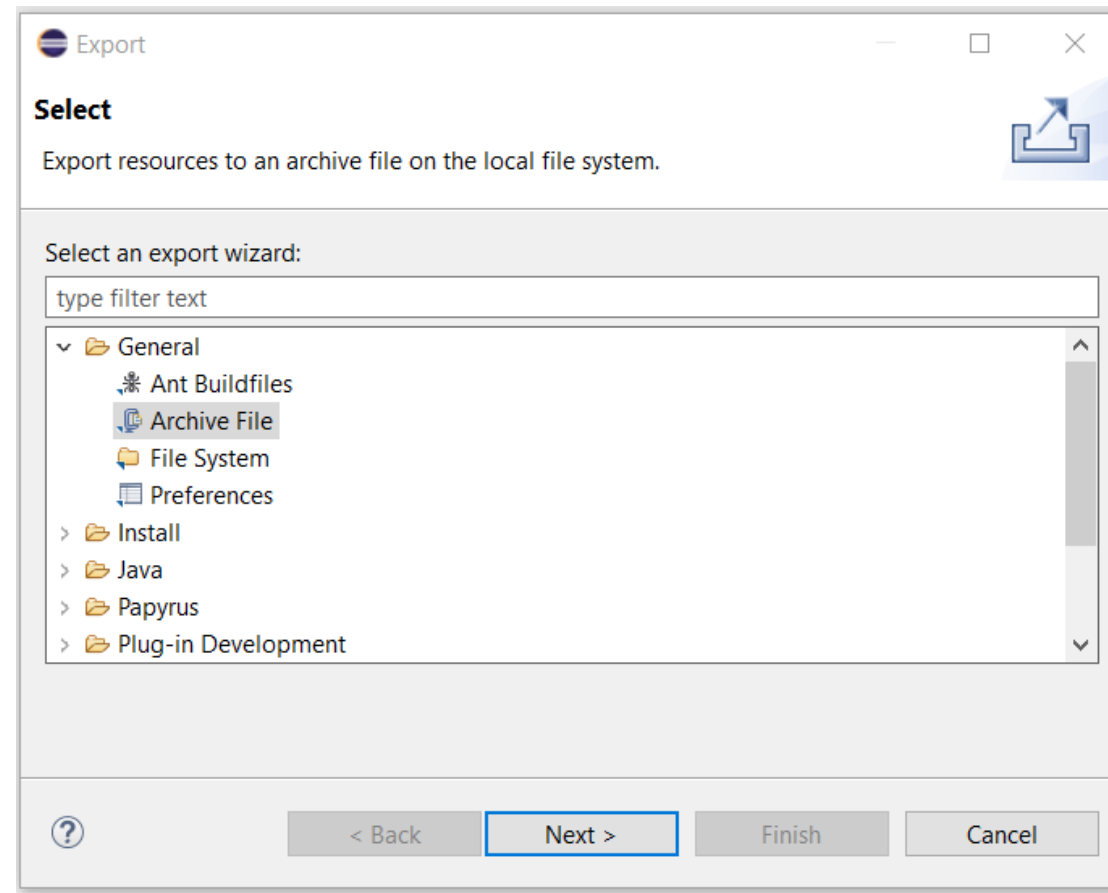 Export
Select
Export resources to an archive file on the local file system.
Select an export wizard:
type filter text
General
Ant Buildfiles
Archive File
File System
Preferences
Install
Java
Papyrus
Plug-in Development
? < Back Next > Finish Cancel